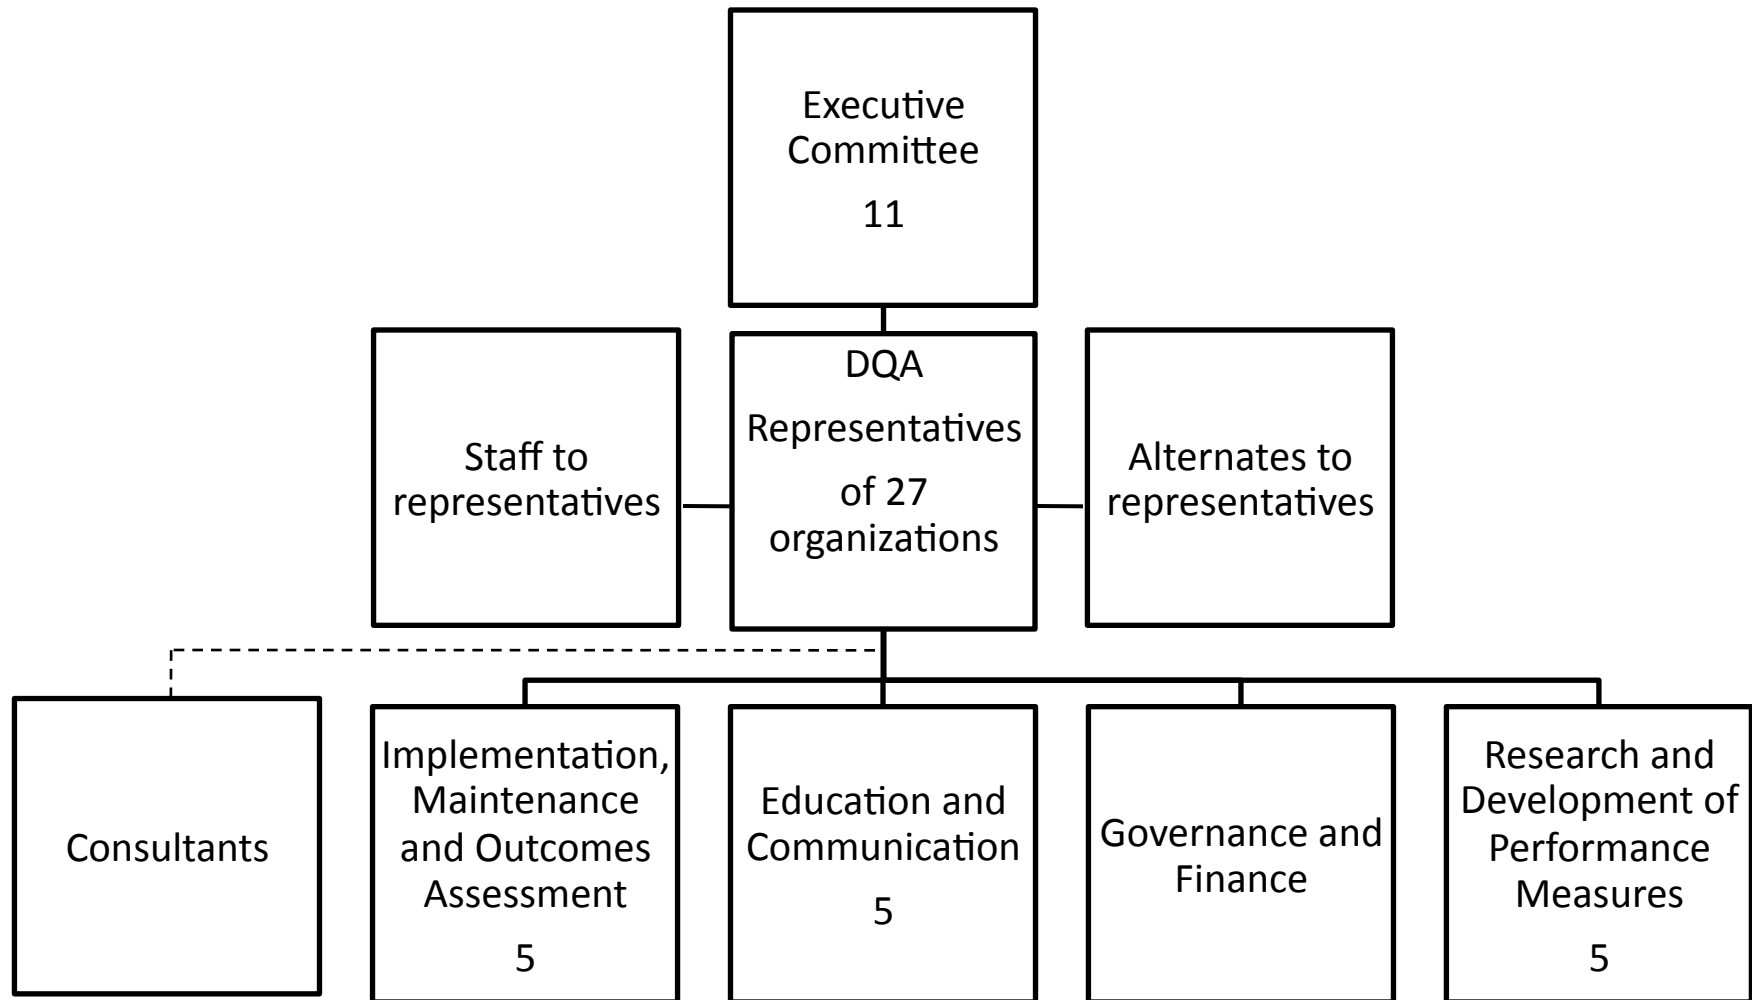 Executive
Committee
11
DQA
Representatives
of 27
organizations
Staff to
representatives
Alternates to
representatives
Consultants
Implementation,
Maintenance
and Outcomes
Assessment
5
Education and
Communication
5
Governance and
Finance
Research and
Development of
Performance
Measures
5